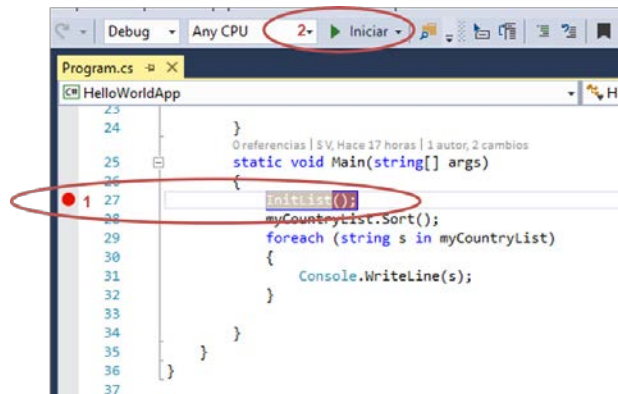 Debug Any CPU 2 Iniciar
Program.cs
C# HelloWorldApp H
23
24 }
0 referencias | S V, Hace 17 horas | 1 autor, 2 cambios
25 static void Main(string[] args)
26 {
1 27 InitList();
28 myCountryList.Sort();
29 foreach (string s in myCountryList)
30 {
31 Console.WriteLine(s);
32 }
33
34 }
35 }
36 }
37